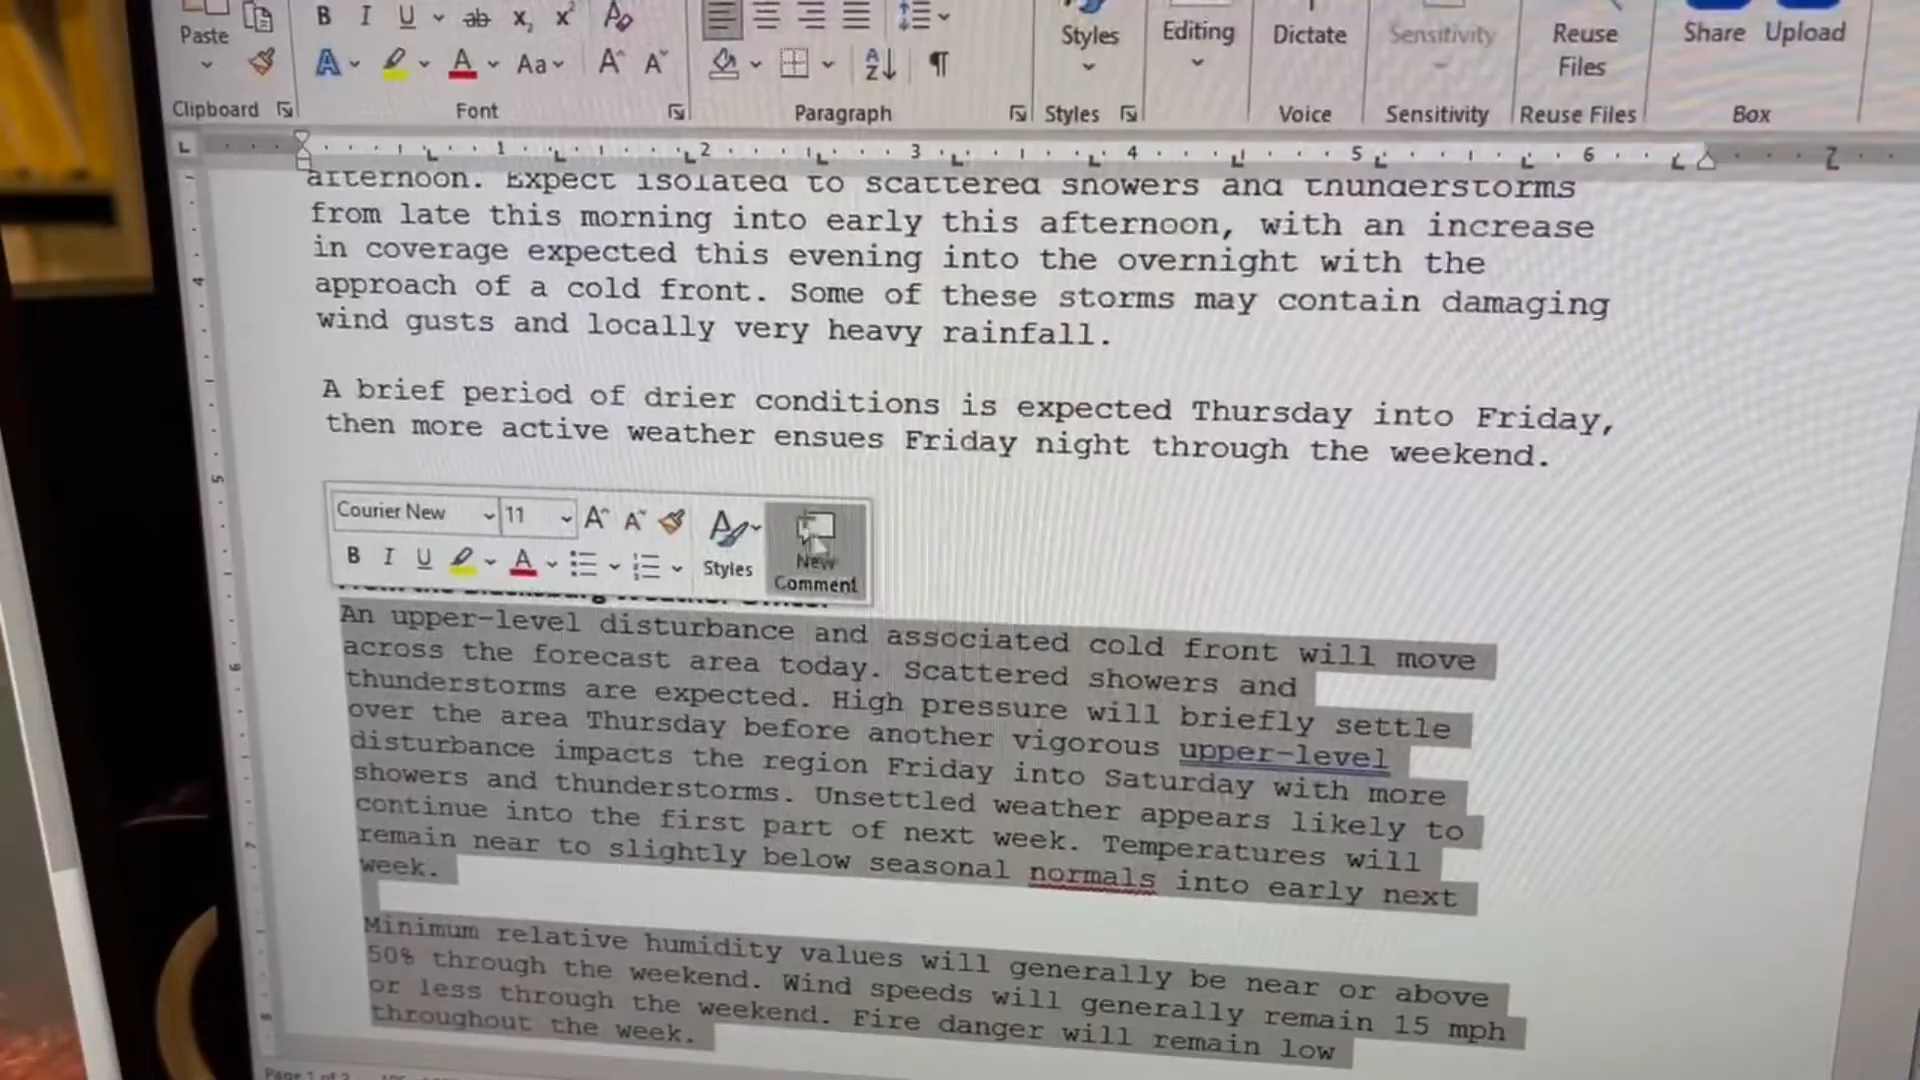 Paste
B I U ab x, x²
Aa
Styles
Editing
Dictate
Sensitivity
Reuse
Files
Share Upload
Clipboard
Font
Paragraph
Styles
Voice
Sensitivity
Reuse Files
Box
1 2 3 4 5 6 7
afternoon. Expect isolated to scattered showers and thunderstorms
from late this morning into early this afternoon, with an increase
in coverage expected this evening into the overnight with the
approach of a cold front. Some of these storms may contain damaging
wind gusts and locally very heavy rainfall.
A brief period of drier conditions is expected Thursday into Friday,
then more active weather ensues Friday night through the weekend.
Courier New 11
B I U
Styles
New
Comment
An upper-level disturbance and associated cold front will move
across the forecast area today. Scattered showers and
thunderstorms are expected. High pressure will briefly settle
over the area Thursday before another vigorous upper-level
disturbance impacts the region Friday into Saturday with more
showers and thunderstorms. Unsettled weather appears likely to
continue into the first part of next week. Temperatures will
remain near to slightly below seasonal normals into early next
week.
Minimum relative humidity values will generally be near or above
50% through the weekend. Wind speeds will generally remain 15 mph
or less through the weekend. Fire danger will remain low
throughout the week.